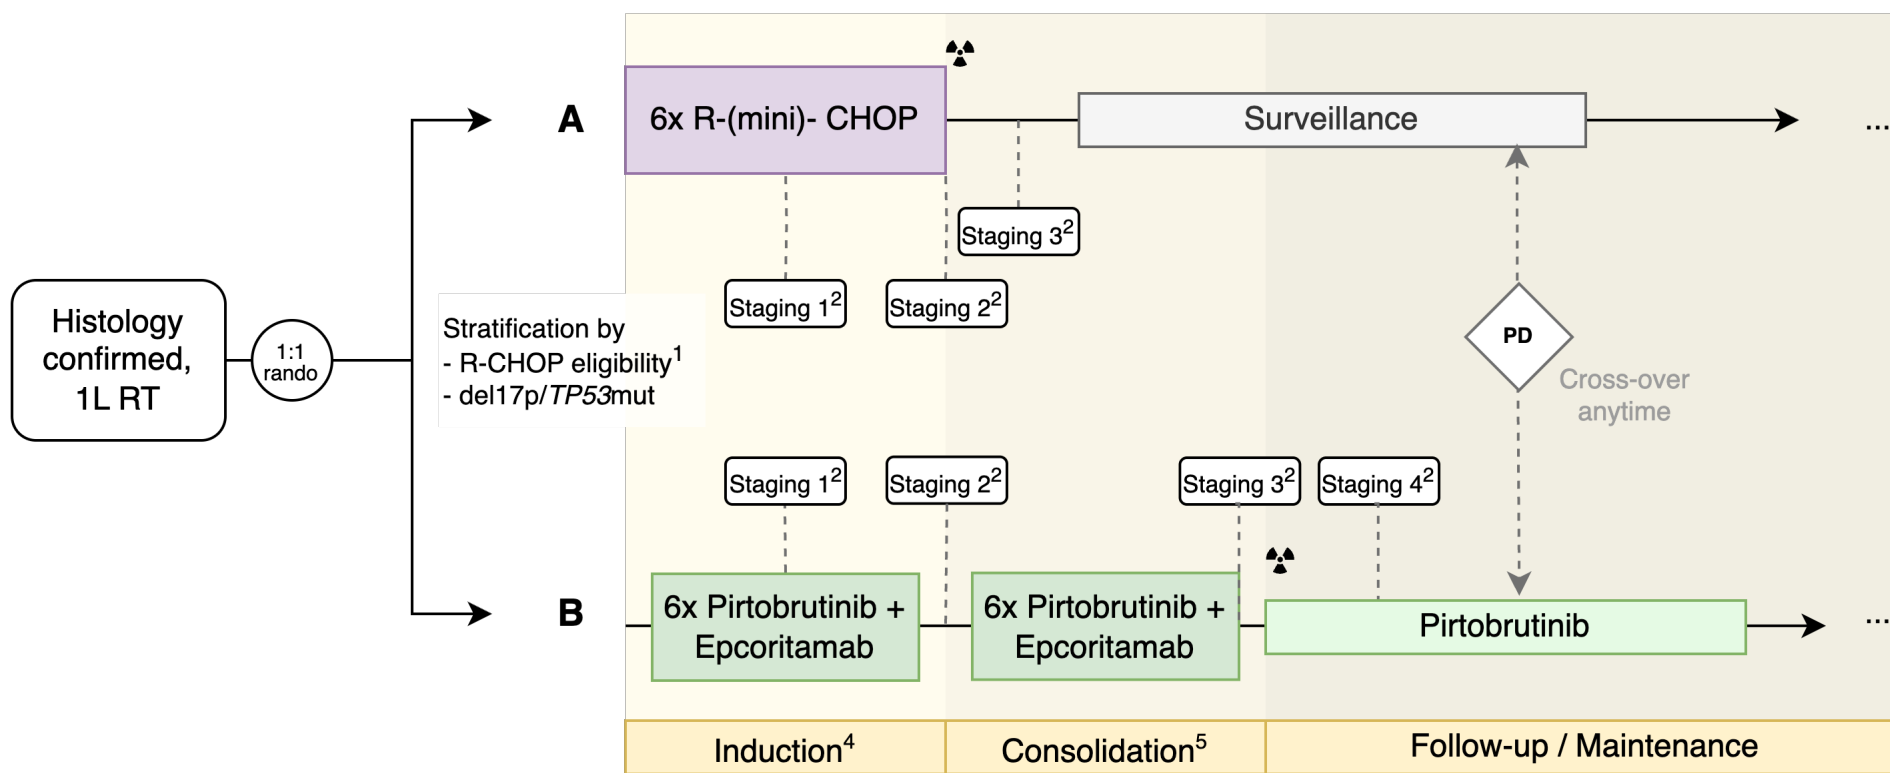 A
6x R-(mini)- CHOP
Surveillance
...
Staging 3²
Staging 1²
Staging 2²
Histology
confirmed,
1L RT
1:1
rando
Stratification by
- R-CHOP eligibility¹
- del17p/TP53mut
PD
Cross-over
anytime
Staging 1²
Staging 2²
Staging 3²
Staging 4²
B
6x Pirtobrutinib +
Epcoritamab
6x Pirtobrutinib +
Epcoritamab
Pirtobrutinib
...
Induction⁴
Consolidation⁵
Follow-up / Maintenance